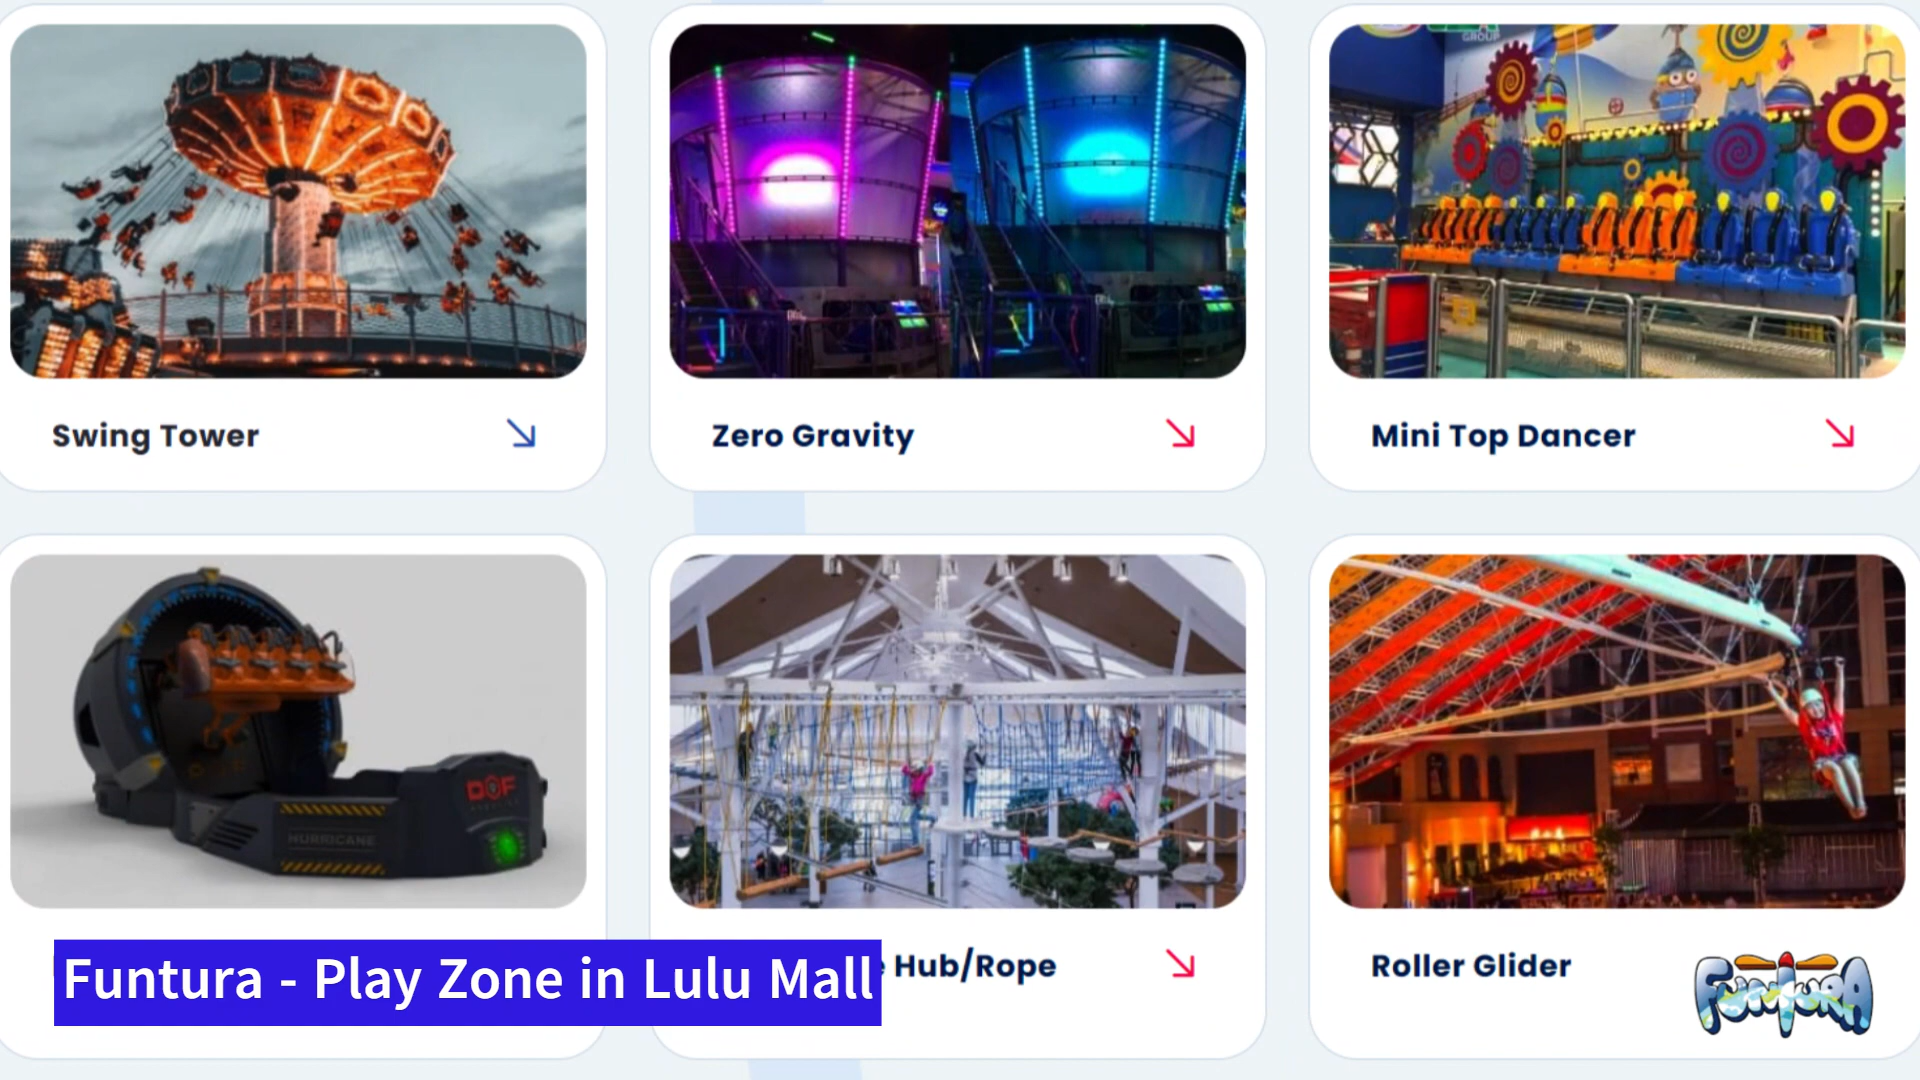 GROUP
Swing Tower
Zero Gravity
Mini Top Dancer
DOF
HURRICANE
Funtura - Play Zone in Lulu Mall
Hub/Rope
Roller Glider
FUNTURA